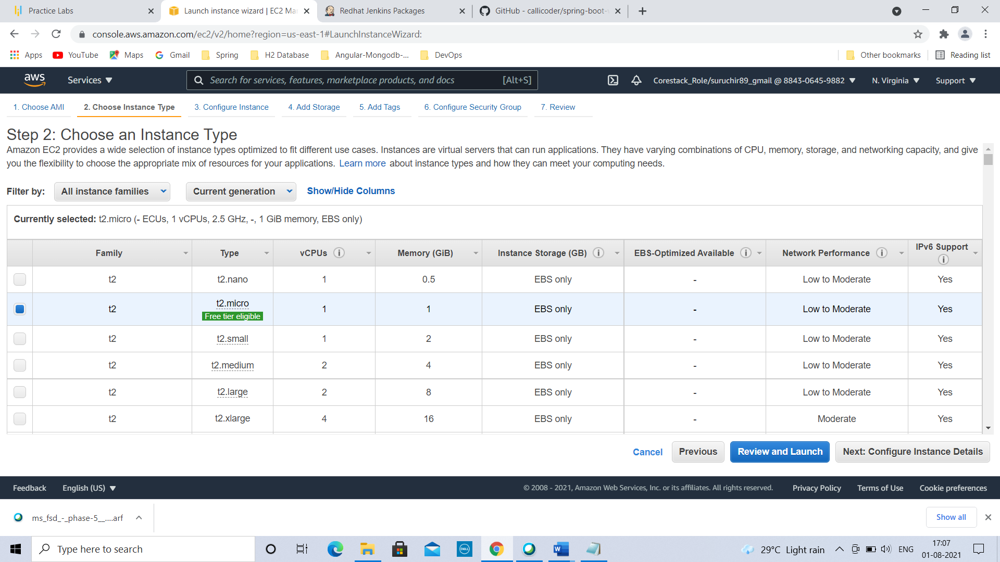 Practice Labs
Launch instance wizard | EC2 Ma
Redhat Jenkins Packages
GitHub - callicoder/spring-boot-
console.aws.amazon.com/ec2/v2/home?region=us-east-1#LaunchInstanceWizard:
Apps YouTube Maps Gmail Spring H2 Database Angular-Mongodb-... DevOps Other bookmarks Reading list
aws Services Search for services, features, marketplace products, and docs [Alt+S] Corestack_Role/suruchir89_gmail @ 8843-0645-9882 N. Virginia Support
1. Choose AMI 2. Choose Instance Type 3. Configure Instance 4. Add Storage 5. Add Tags 6. Configure Security Group 7. Review
Step 2: Choose an Instance Type
Amazon EC2 provides a wide selection of instance types optimized to fit different use cases. Instances are virtual servers that can run applications. They have varying combinations of CPU, memory, storage, and networking capacity, and give
you the flexibility to choose the appropriate mix of resources for your applications. Learn more about instance types and how they can meet your computing needs.
Filter by: All instance families Current generation Show/Hide Columns
Currently selected: t2.micro (- ECUs, 1 vCPUs, 2.5 GHz, -, 1 GiB memory, EBS only)
Family Type vCPUs Memory (GiB) Instance Storage (GB) EBS-Optimized Available Network Performance IPv6 Support
t2 t2.nano 1 0.5 EBS only - Low to Moderate Yes
t2 t2.micro 1 1 EBS only - Low to Moderate Yes
Free tier eligible
t2 t2.small 1 2 EBS only - Low to Moderate Yes
t2 t2.medium 2 4 EBS only - Low to Moderate Yes
t2 t2.large 2 8 EBS only - Low to Moderate Yes
t2 t2.xlarge 4 16 EBS only - Moderate Yes
Cancel Previous Review and Launch Next: Configure Instance Details
Feedback English (US) © 2008 - 2021, Amazon Web Services, Inc. or its affiliates. All rights reserved. Privacy Policy Terms of Use Cookie preferences
ms_fsd_-_phase-5__....arf Show all
Type here to search 29°C Light rain ENG 17:07
01-08-2021